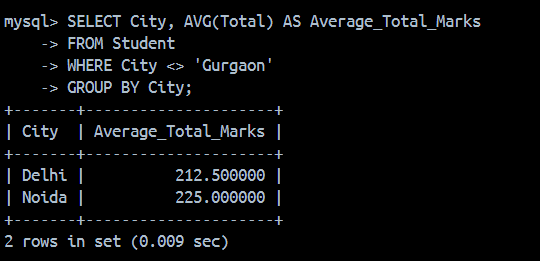 mysql> SELECT City, AVG(Total) AS Average_Total_Marks
    -> FROM Student
    -> WHERE City <> 'Gurgaon'
    -> GROUP BY City;
+-------+---------------------+
| City  | Average_Total_Marks |
+-------+---------------------+
| Delhi |          212.500000 |
| Noida |          225.000000 |
+-------+---------------------+
2 rows in set (0.009 sec)